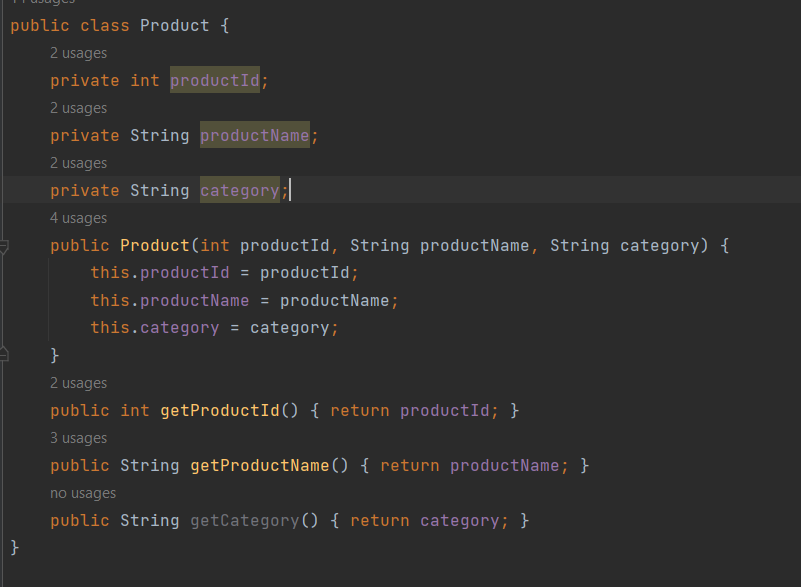 usages
public class Product {
2 usages
private int productId;
2 usages
private String productName;
2 usages
private String category;
4 usages
public Product(int productId, String productName, String category) {
this.productId = productId;
this.productName = productName;
this.category = category;
}
2 usages
public int getProductId() { return productId; }
3 usages
public String getProductName() { return productName; }
no usages
public String getCategory() { return category; }
}